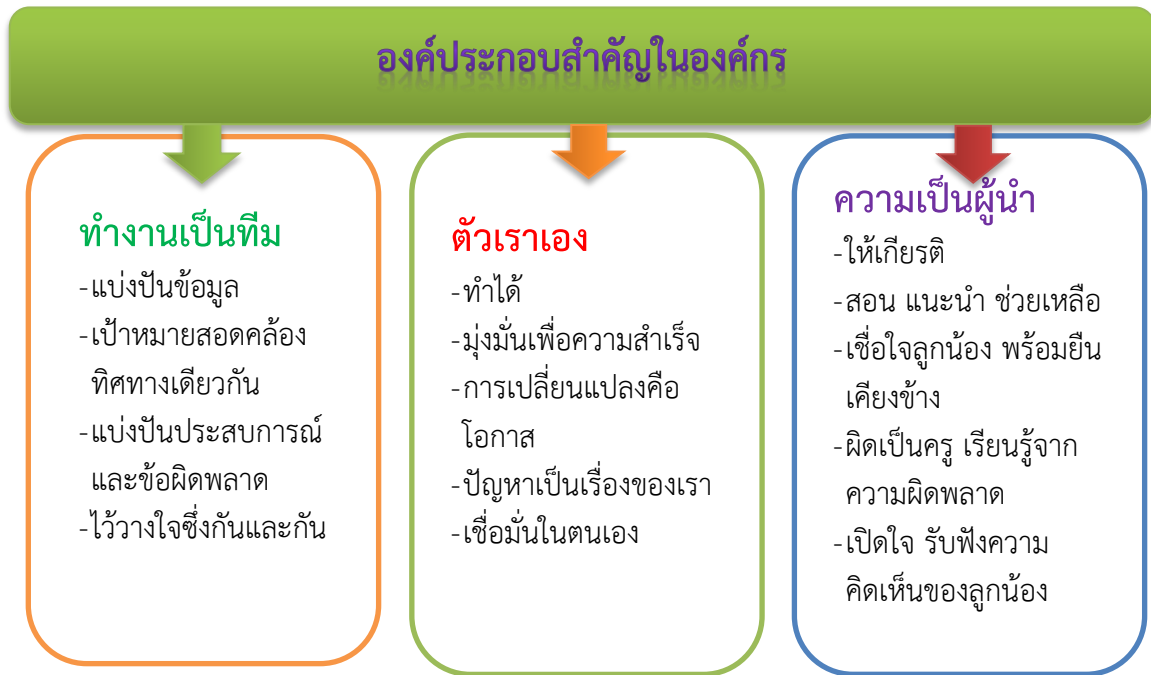 องค์ประกอบสำคัญในองค์กร
ทำงานเป็นทีม
-แบ่งปันข้อมูล
-เป้าหมายสอดคล้อง
ทิศทางเดียวกัน
-แบ่งปันประสบการณ์
และข้อผิดพลาด
-ไว้วางใจซึ่งกันและกัน
ตัวเราเอง
-ทำได้
-มุ่งมั่นเพื่อความสำเร็จ
-การเปลี่ยนแปลงคือ
โอกาส
-ปัญหาเป็นเรื่องของเรา
-เชื่อมั่นในตนเอง
ความเป็นผู้นำ
-ให้เกียรติ
-สอน แนะนำ ช่วยเหลือ
-เชื่อใจลูกน้อง พร้อมยืน
เคียงข้าง
-ผิดเป็นครู เรียนรู้จาก
ความผิดพลาด
-เปิดใจ รับฟังความ
คิดเห็นของลูกน้อง